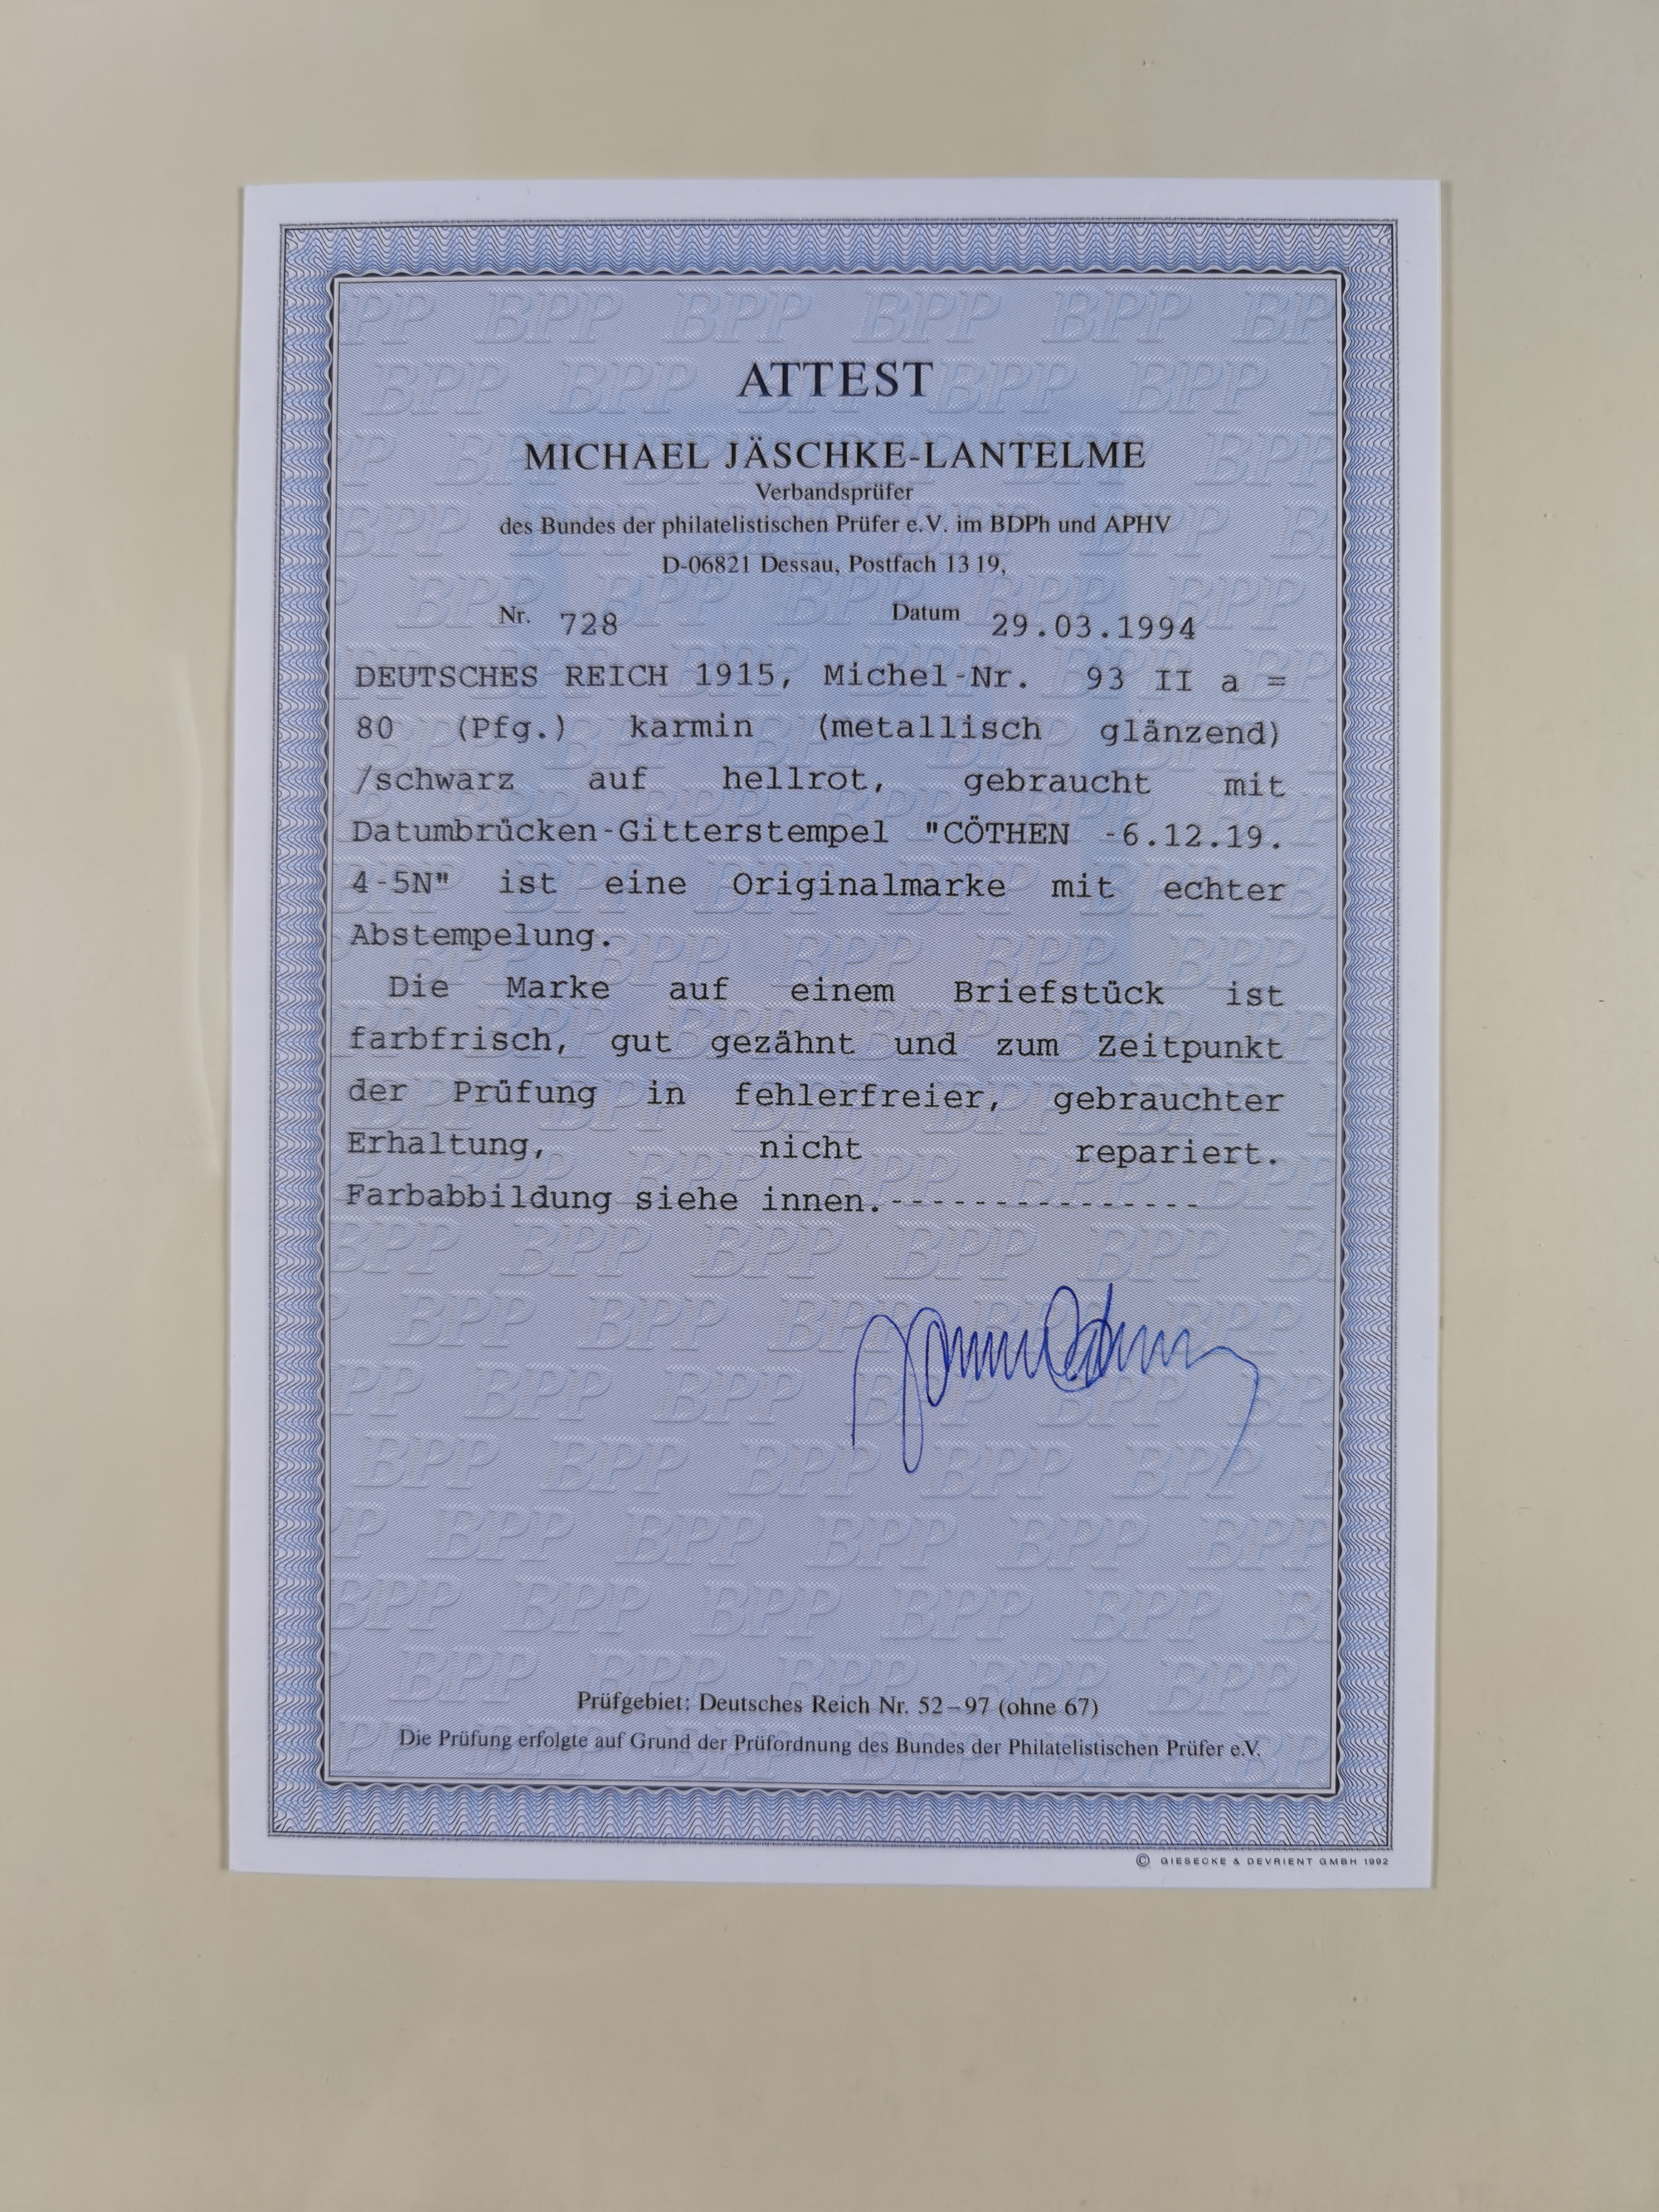 ATTEST
MICHAEL JÄSCHKE-LANTELME
Verbandsprüfer
des Bundes der philatelistischen Prüfer e.V. im BDPh und APHV
D-06821 Dessau, Postfach 13 19,
Nr. 728 Datum 29.03.1994
DEUTSCHES REICH 1915, Michel-Nr. 93 II a =
80 (Pfg.) karmin (metallisch glänzend)
/schwarz auf hellrot, gebraucht mit
Datumbrücken-Gitterstempel "CÖTHEN -6.12.19.
4-5N" ist eine Originalmarke mit echter
Abstempelung.
Die Marke auf einem Briefstück ist
farbfrisch, gut gezähnt und zum Zeitpunkt
der Prüfung in fehlerfreier, gebrauchter
Erhaltung, nicht repariert.
Farbabbildung siehe innen.---------------
Prüfgebiet: Deutsches Reich Nr. 52–97 (ohne 67)
Die Prüfung erfolgte auf Grund der Prüfordnung des Bundes der Philatelistischen Prüfer e.V.
© GIESECKE & DEVRIENT GMBH 1992